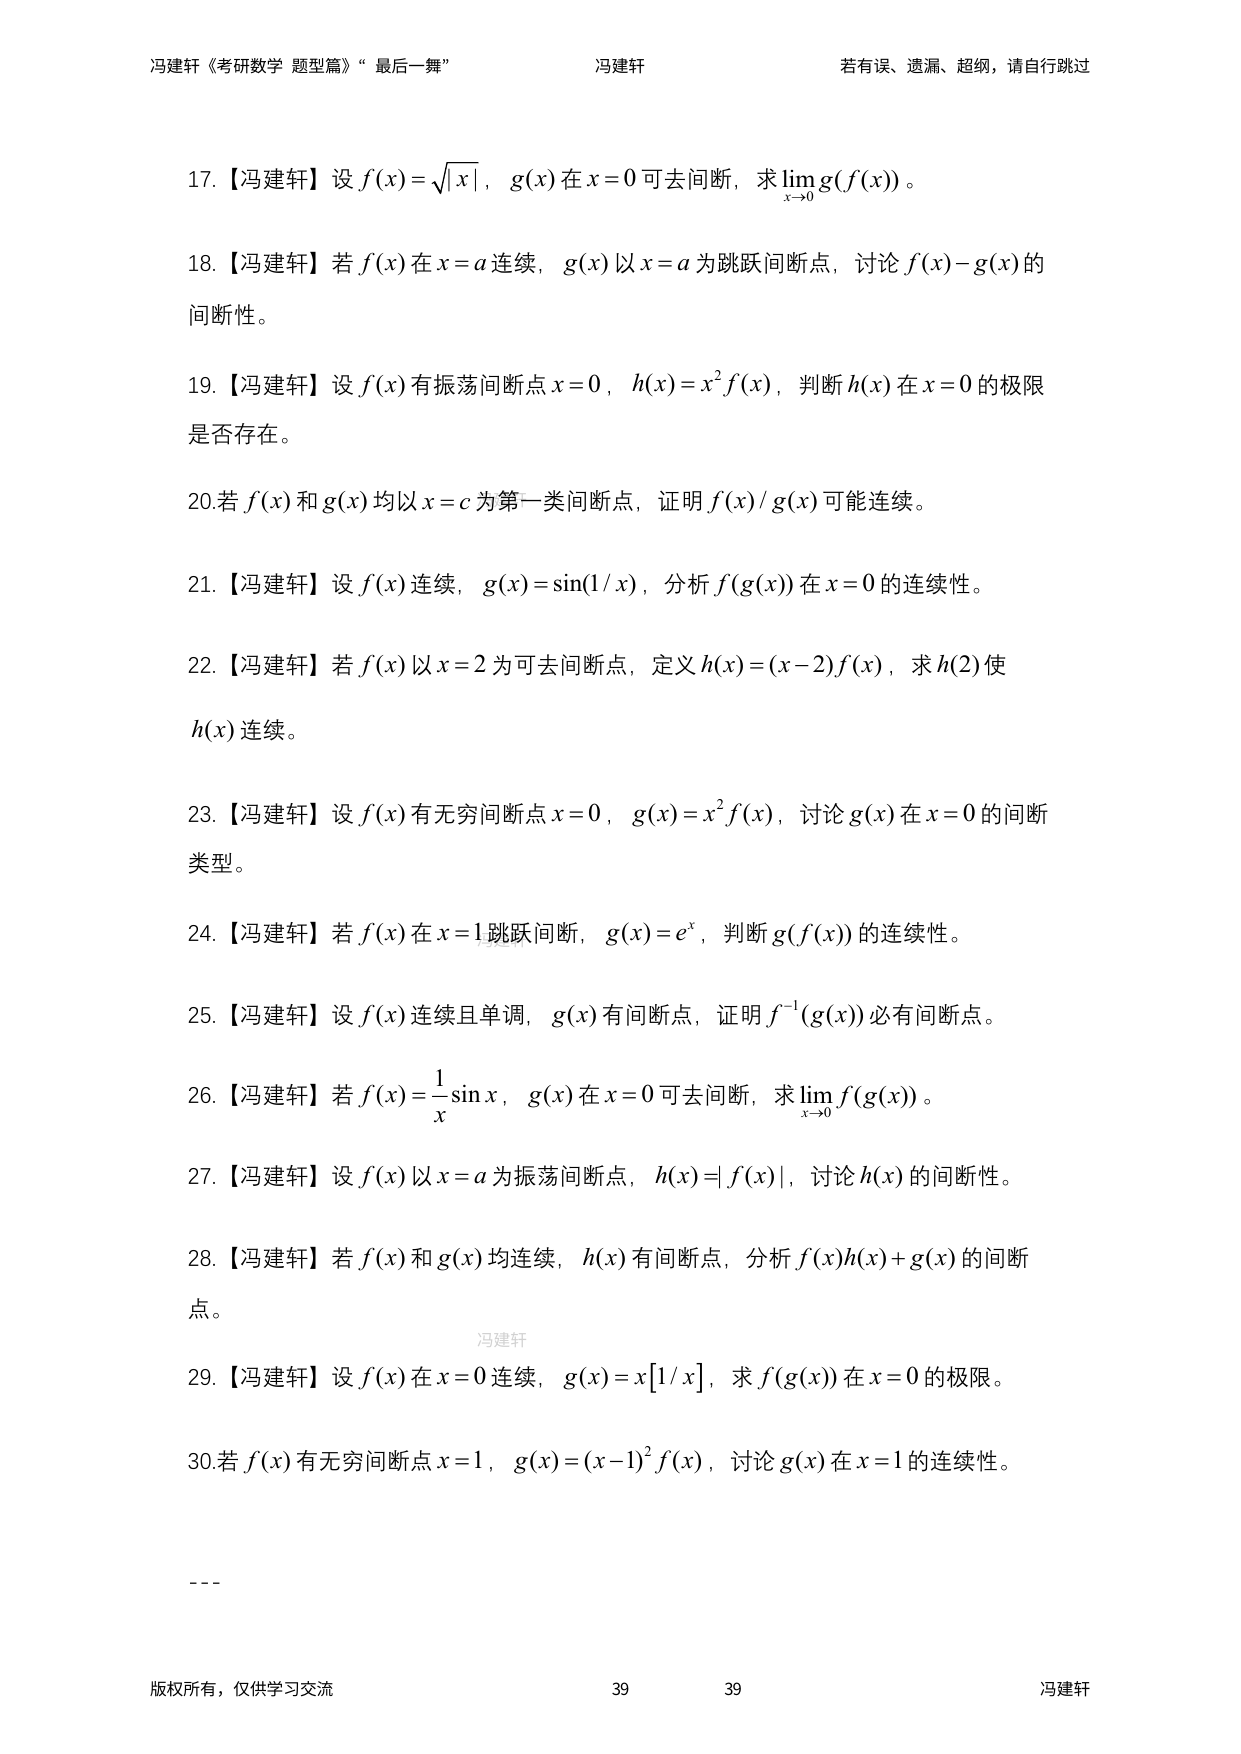 冯建轩《考研数学 题型篇》“ 最后一舞” 冯建轩 若有误、遗漏、超纲，请自行跳过
17.【冯建轩】设 f(x)=√|x|， g(x) 在 x=0 可去间断，求 lim_{x→0} g(f(x)) 。
18.【冯建轩】若 f(x) 在 x=a 连续， g(x) 以 x=a 为跳跃间断点，讨论 f(x)−g(x) 的
间断性。
19.【冯建轩】设 f(x) 有振荡间断点 x=0， h(x)=x² f(x)，判断 h(x) 在 x=0 的极限
是否存在。
20.若 f(x) 和 g(x) 均以 x=c 为第一类间断点，证明 f(x)/g(x) 可能连续。
21.【冯建轩】设 f(x) 连续， g(x)=sin(1/x)，分析 f(g(x)) 在 x=0 的连续性。
22.【冯建轩】若 f(x) 以 x=2 为可去间断点，定义 h(x)=(x−2)f(x)，求 h(2) 使
h(x) 连续。
23.【冯建轩】设 f(x) 有无穷间断点 x=0， g(x)=x² f(x)，讨论 g(x) 在 x=0 的间断
类型。
24.【冯建轩】若 f(x) 在 x=1 跳跃间断， g(x)=eˣ，判断 g(f(x)) 的连续性。
冯建轩
25.【冯建轩】设 f(x) 连续且单调， g(x) 有间断点，证明 f⁻¹(g(x)) 必有间断点。
26.【冯建轩】若 f(x)=1/x sin x， g(x) 在 x=0 可去间断，求 lim_{x→0} f(g(x)) 。
27.【冯建轩】设 f(x) 以 x=a 为振荡间断点， h(x)=|f(x)|，讨论 h(x) 的间断性。
28.【冯建轩】若 f(x) 和 g(x) 均连续， h(x) 有间断点，分析 f(x)h(x)+g(x) 的间断
点。
冯建轩
29.【冯建轩】设 f(x) 在 x=0 连续， g(x)=x[1/x]，求 f(g(x)) 在 x=0 的极限。
30.若 f(x) 有无穷间断点 x=1， g(x)=(x−1)² f(x)，讨论 g(x) 在 x=1 的连续性。
---
版权所有，仅供学习交流 39 39 冯建轩